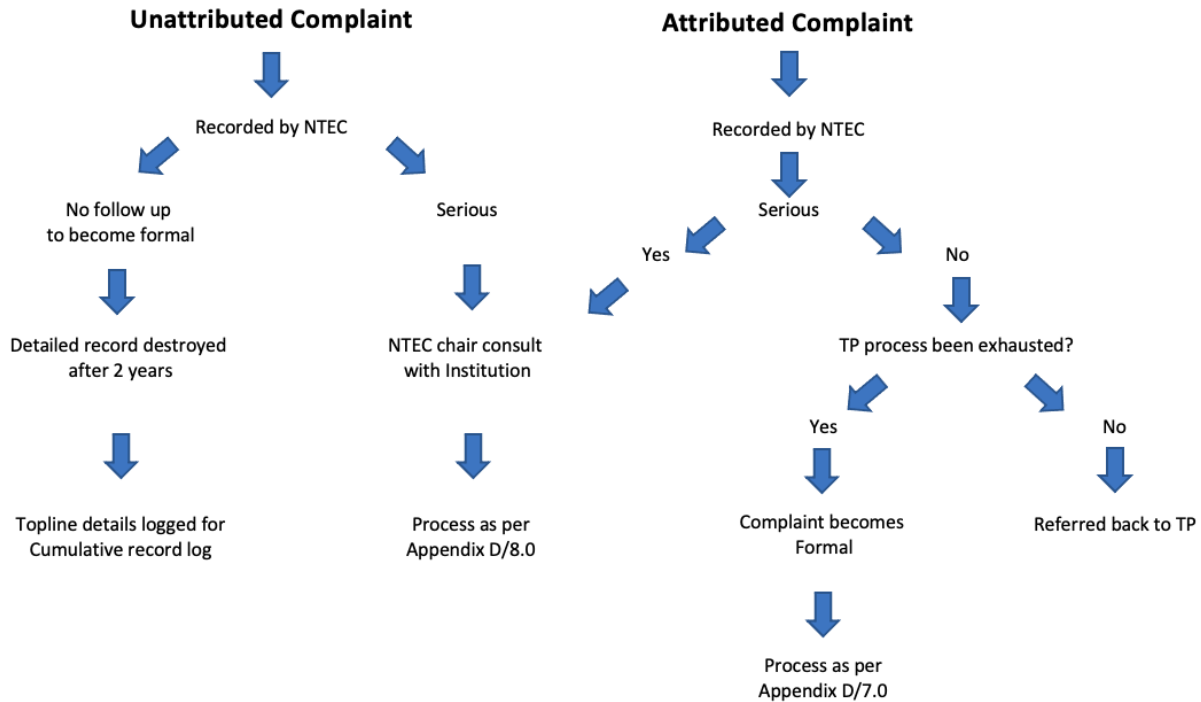 Unattributed Complaint
Recorded by NTEC
No follow up
to become formal
Serious
Detailed record destroyed
after 2 years
NTEC chair consult
with Institution
Topline details logged for
Cumulative record log
Process as per
Appendix D/8.0
Attributed Complaint
Recorded by NTEC
Serious
Yes
No
TP process been exhausted?
Yes
No
Complaint becomes
Formal
Referred back to TP
Process as per
Appendix D/7.0